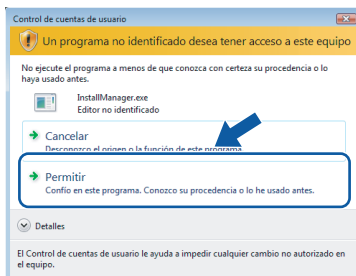 Control de cuentas de usuario
Un programa no identificado desea tener acceso a este equipo
No ejecute el programa a menos de que conozca con certeza su procedencia o lo
haya usado antes.
InstallManager.exe
Editor no identificado
Cancelar
Desconozco el origen o la función de este programa.
Permitir
Confío en este programa. Conozco su procedencia o lo he usado antes.
Detalles
El Control de cuentas de usuario le ayuda a impedir cualquier cambio no autorizado en
el equipo.